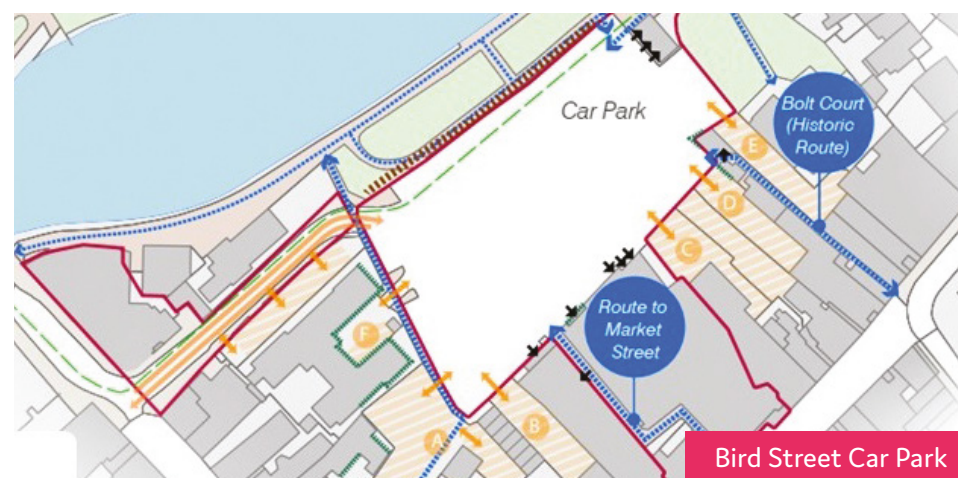 Car Park
Bolt Court
(Historic
Route)
E
D
C
Route to
Market
Street
F
A
B
Bird Street Car Park